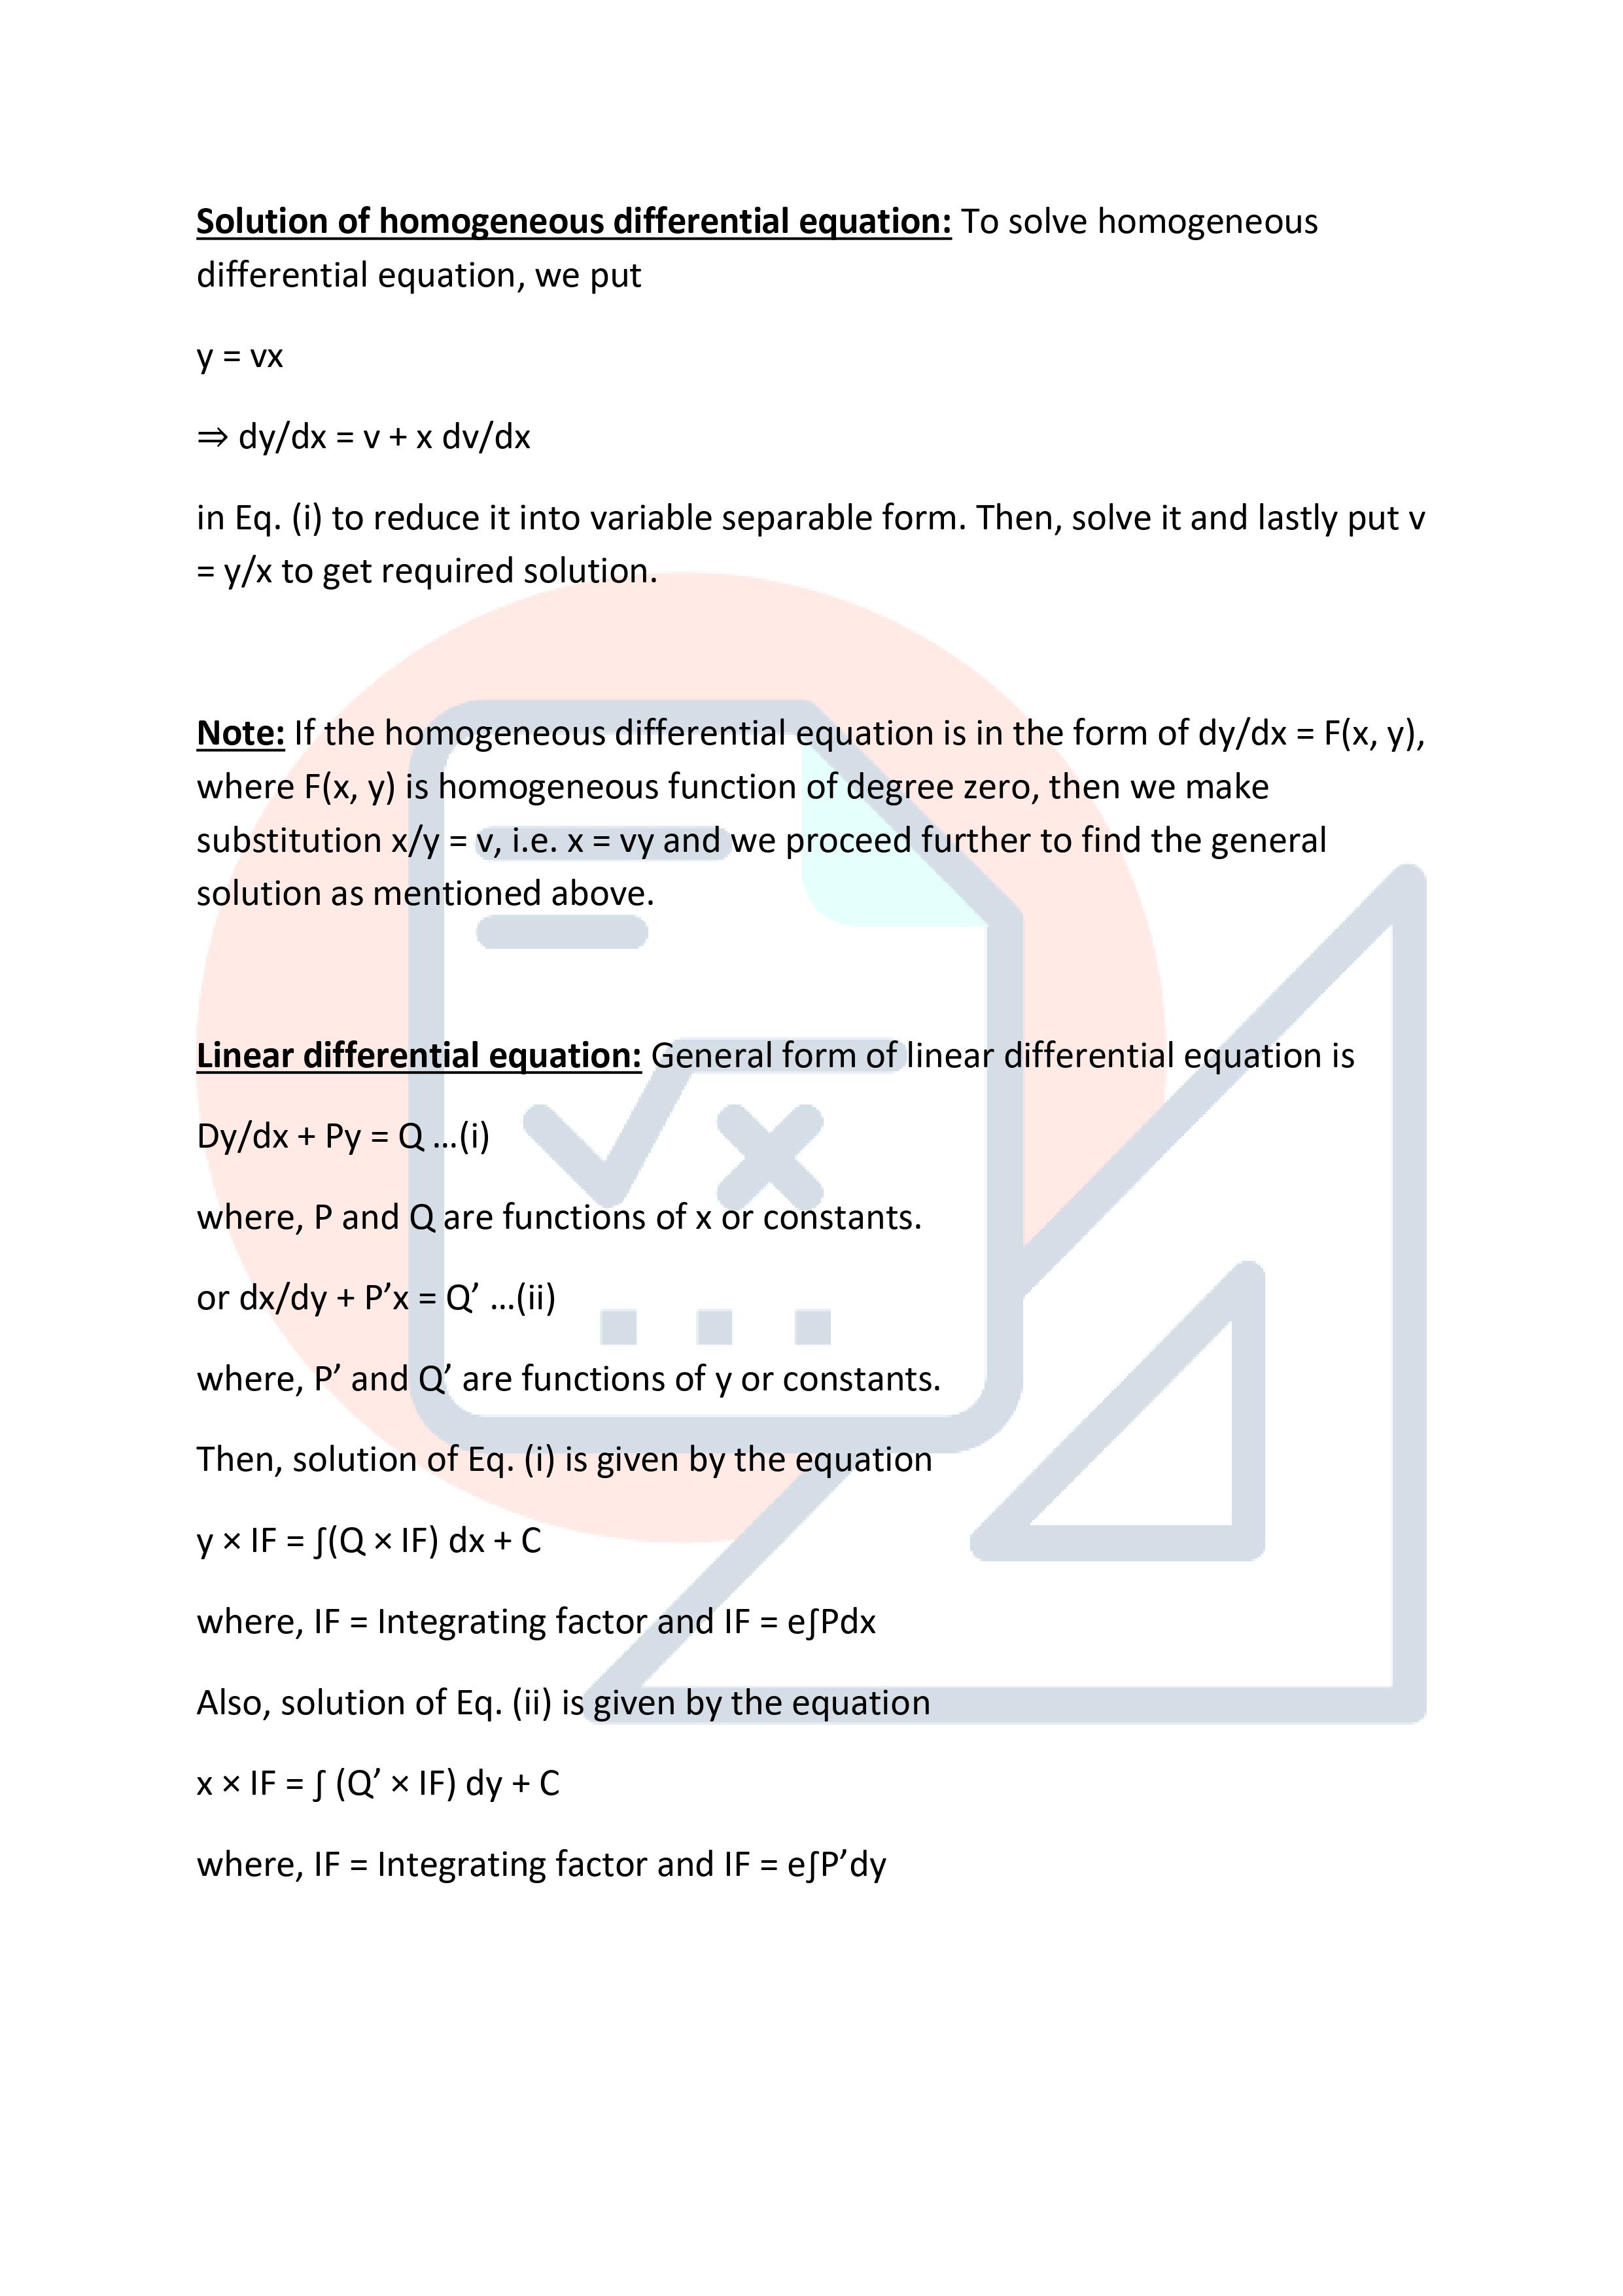 Solution of homogeneous differential equation: To solve homogeneous
differential equation, we put
y = vx
⇒ dy/dx = v + x dv/dx
in Eq. (i) to reduce it into variable separable form. Then, solve it and lastly put v
= y/x to get required solution.
Note: If the homogeneous differential equation is in the form of dy/dx = F(x, y),
where F(x, y) is homogeneous function of degree zero, then we make
substitution x/y = v, i.e. x = vy and we proceed further to find the general
solution as mentioned above.
Linear differential equation: General form of linear differential equation is
Dy/dx + Py = Q …(i)
where, P and Q are functions of x or constants.
or dx/dy + P’x = Q’ …(ii)
where, P’ and Q’ are functions of y or constants.
Then, solution of Eq. (i) is given by the equation
y × IF = ∫(Q × IF) dx + C
where, IF = Integrating factor and IF = e∫Pdx
Also, solution of Eq. (ii) is given by the equation
x × IF = ∫ (Q’ × IF) dy + C
where, IF = Integrating factor and IF = e∫P’dy